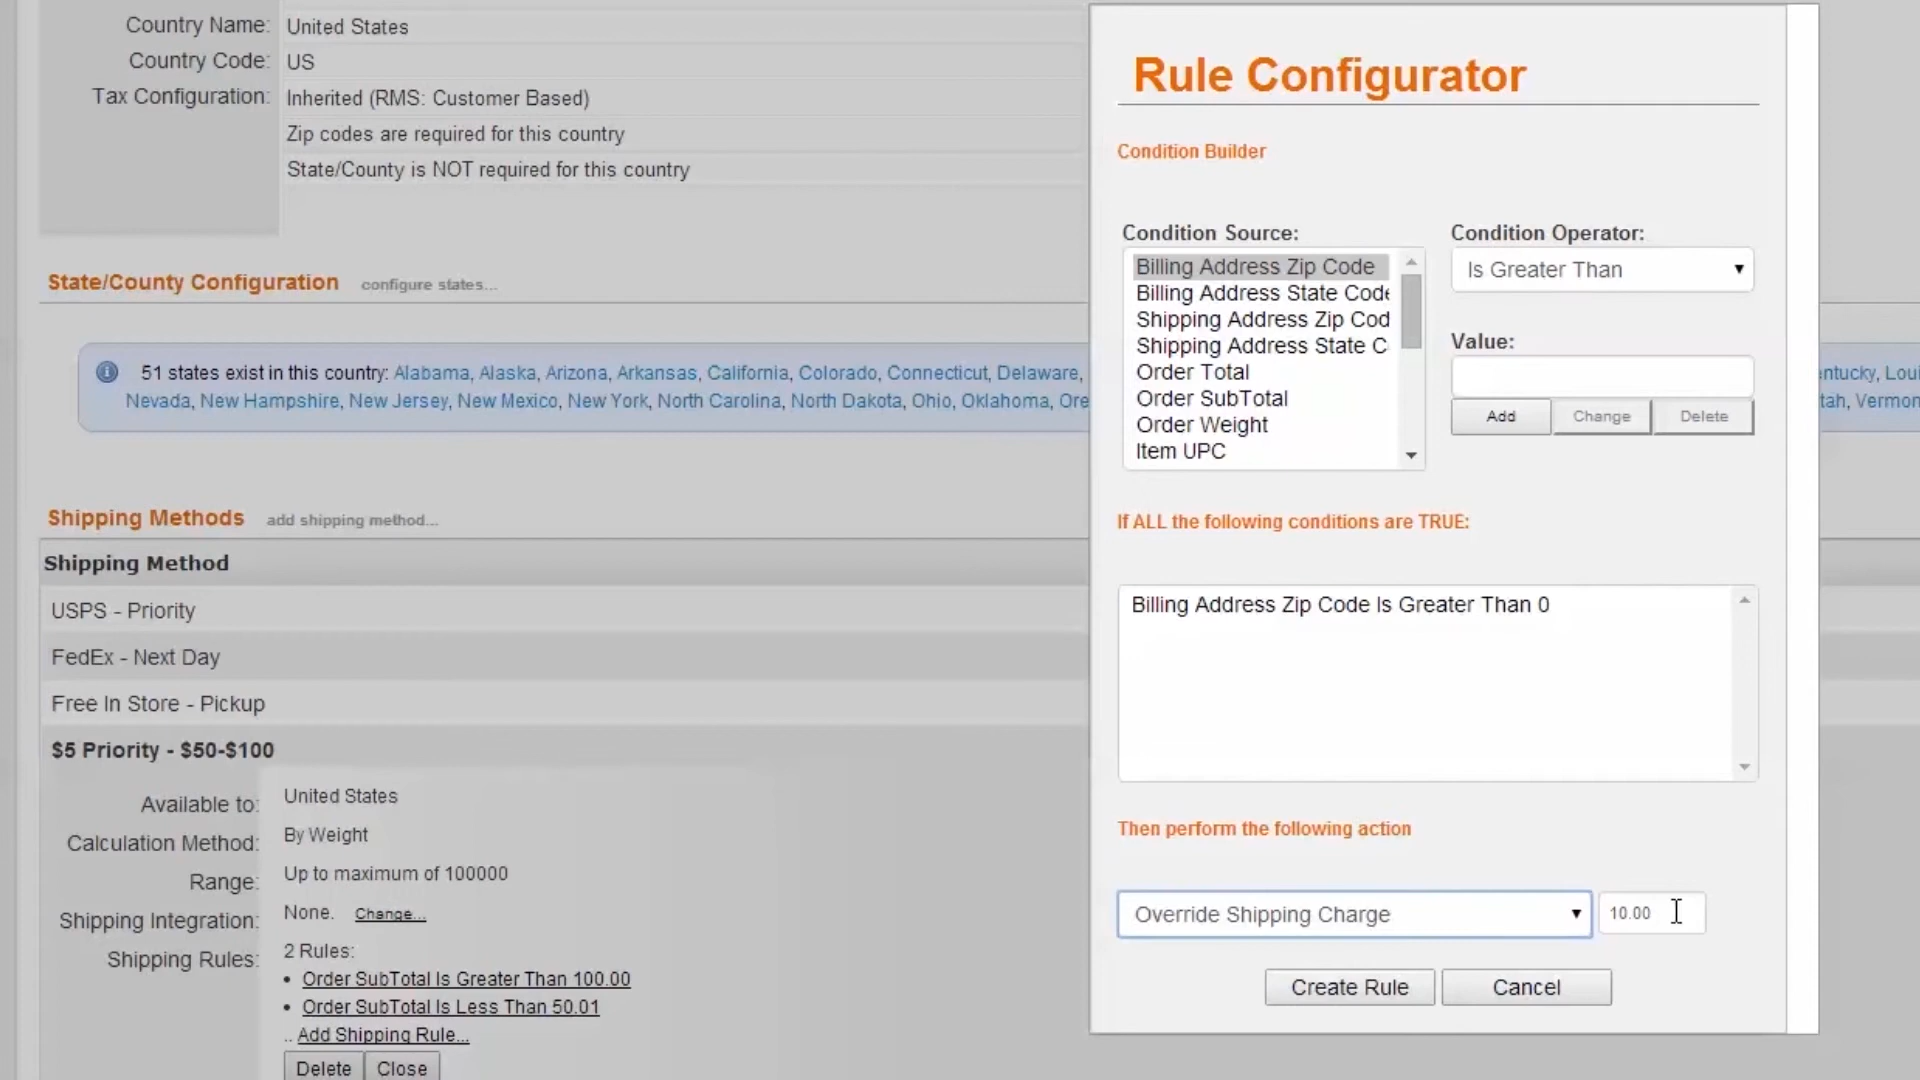 Country Name: United States
Country Code: US
Tax Configuration: Inherited (RMS: Customer Based)
Zip codes are required for this country
State/County is NOT required for this country
State/County Configuration configure states...
51 states exist in this country: Alabama, Alaska, Arizona, Arkansas, California, Colorado, Connecticut, Delaware,
Nevada, New Hampshire, New Jersey, New Mexico, New York, North Carolina, North Dakota, Ohio, Oklahoma, Ore
entucky, Loui
tah, Vermon
Shipping Methods add shipping method...
Shipping Method
USPS - Priority
FedEx - Next Day
Free In Store - Pickup
$5 Priority - $50-$100
Available to: United States
Calculation Method: By Weight
Range: Up to maximum of 100000
Shipping Integration: None. Change...
Shipping Rules: 2 Rules:
• Order SubTotal Is Greater Than 100.00
• Order SubTotal Is Less Than 50.01
.. Add Shipping Rule...
Delete Close
Rule Configurator
Condition Builder
Condition Source:
Billing Address Zip Code
Billing Address State Code
Shipping Address Zip Cod
Shipping Address State C
Order Total
Order SubTotal
Order Weight
Item UPC
Condition Operator:
Is Greater Than
Value:
Add Change Delete
If ALL the following conditions are TRUE:
Billing Address Zip Code Is Greater Than 0
Then perform the following action
Override Shipping Charge 10.00
Create Rule Cancel